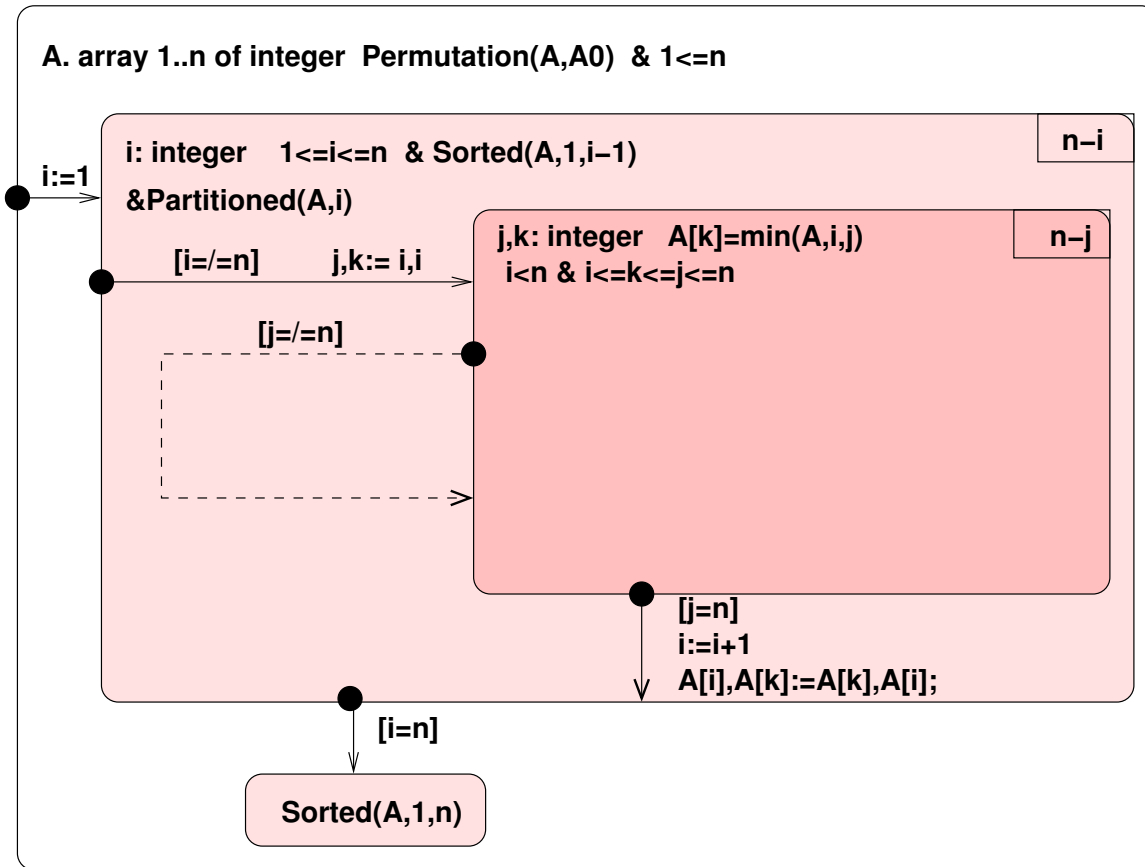 A. array 1..n of integer Permutation(A,A0) & 1<=n
n−i
i: integer 1<=i<=n & Sorted(A,1,i−1)
i:=1
&Partitioned(A,i)
n−j
j,k: integer A[k]=min(A,i,j)
[i=/=n] j,k:= i,i
i<n & i<=k<=j<=n
[j=/=n]
[j=n]
i:=i+1
A[i],A[k]:=A[k],A[i];
[i=n]
Sorted(A,1,n)